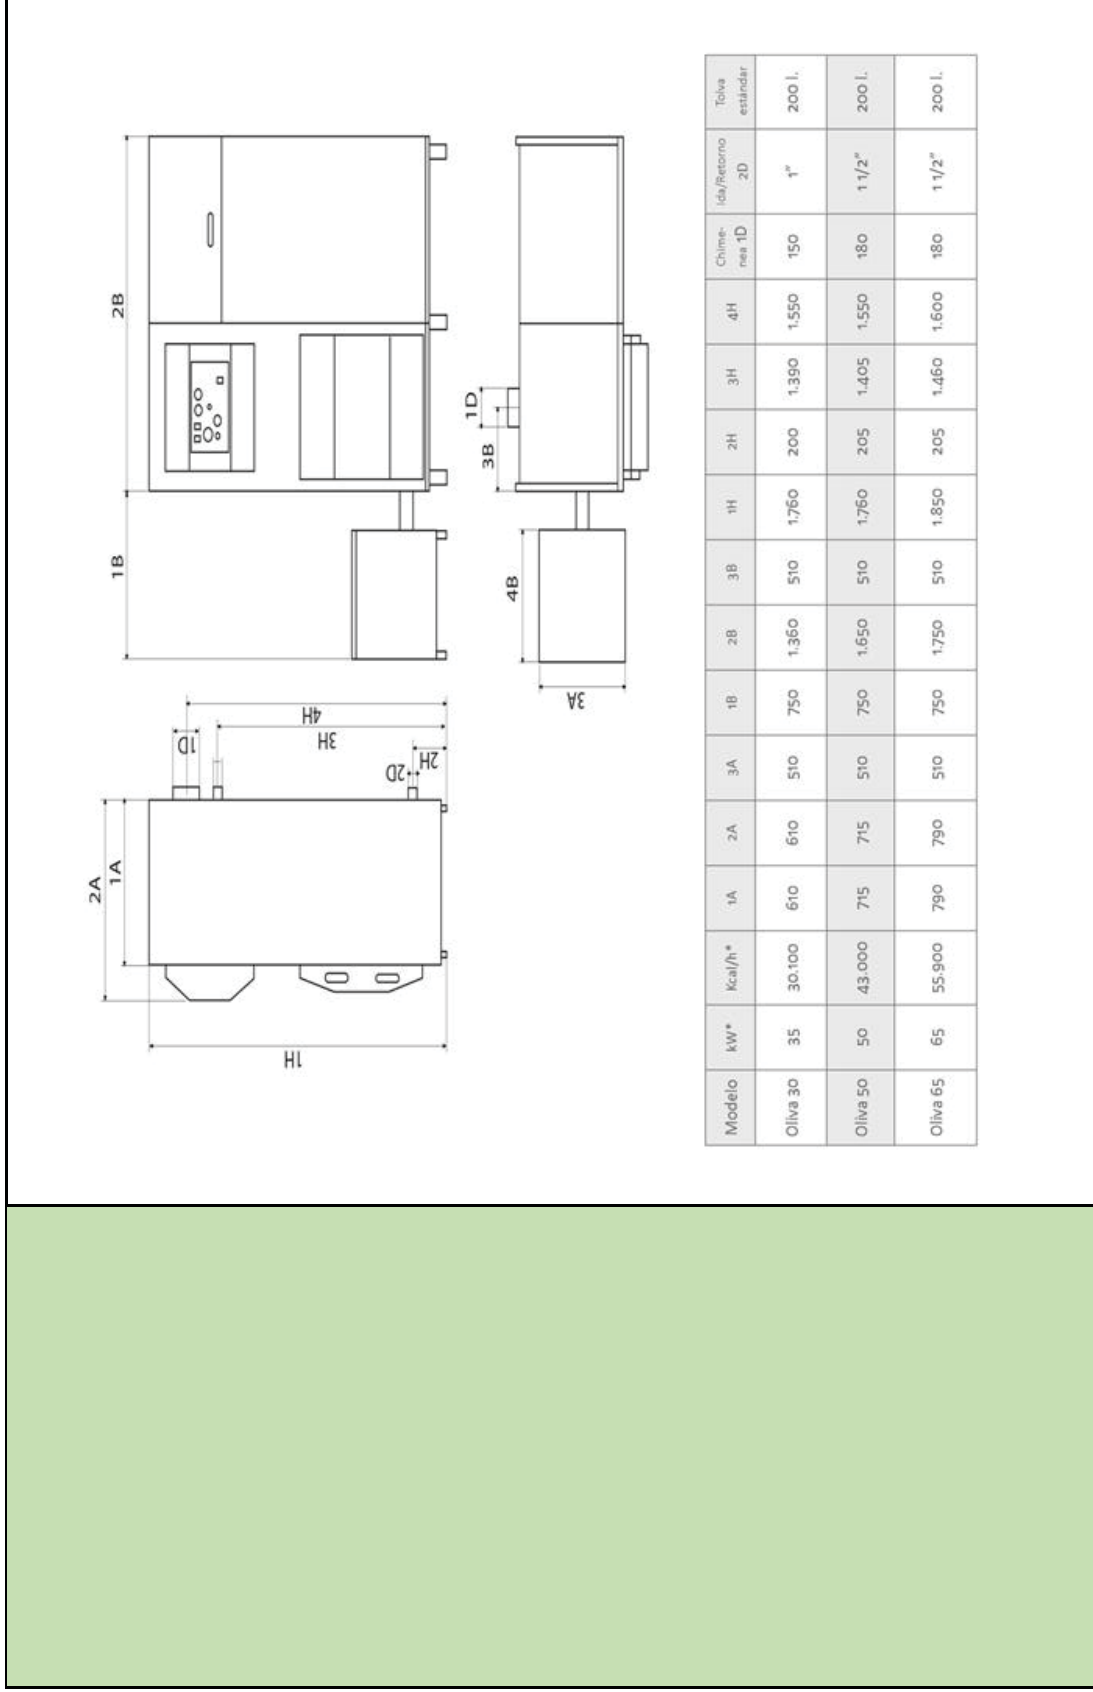 2B
1B
1D
3B
4B
3A
1D
4H
3H
2H
2D
2A
1A
1H
Modelo kW* Kcal/h* 1A 2A 3A 1B 2B 3B 1H 2H 3H 4H Chime- Ida/Retorno Tolva
nea 1D 2D estándar
Oliva 30 35 30.100 610 610 510 750 1.360 510 1.760 200 1.390 1.550 150 1" 200 l.
Oliva 50 50 43.000 715 715 510 750 1.650 510 1.760 205 1.405 1.550 180 1 1/2" 200 l.
Oliva 65 65 55.900 790 790 510 750 1.750 510 1.850 205 1.460 1.600 180 1 1/2" 200 l.